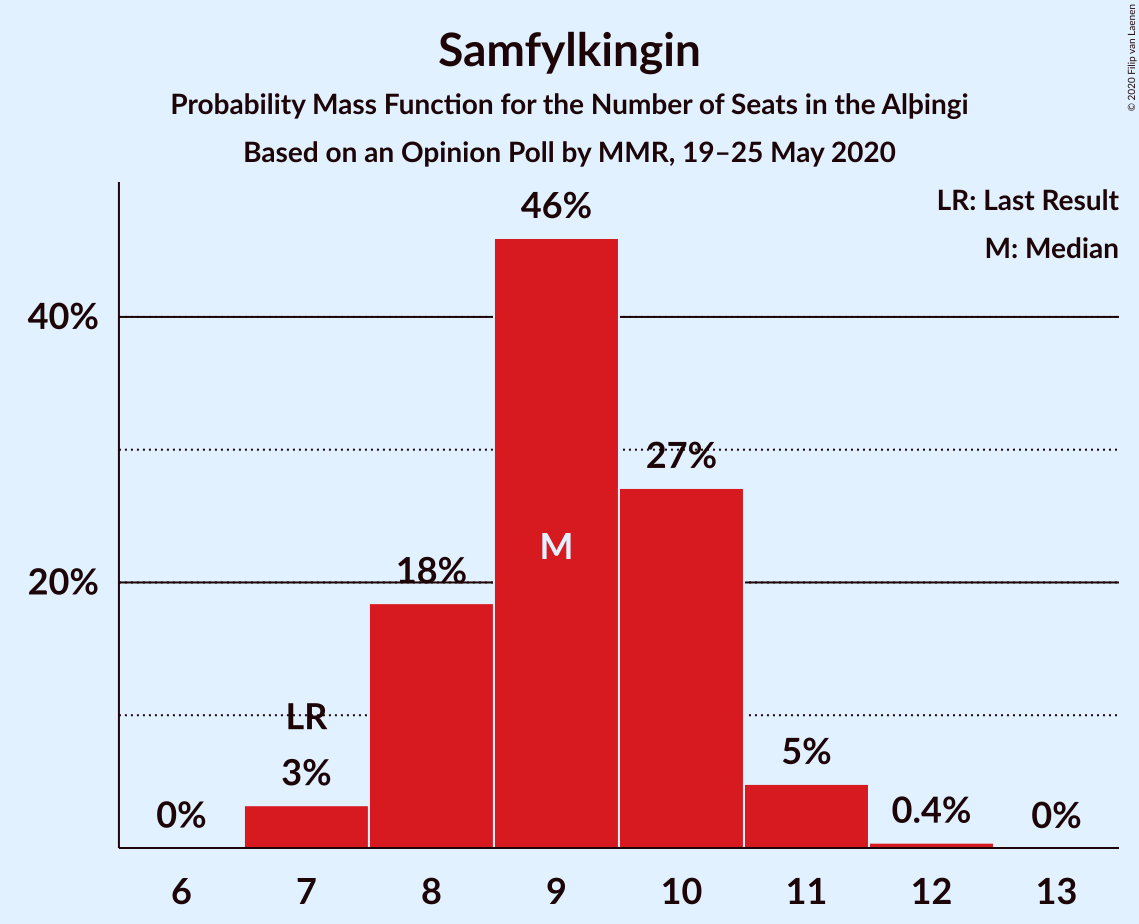 Samfylkingin
Probability Mass Function for the Number of Seats in the Alþingi
Based on an Opinion Poll by MMR, 19–25 May 2020
© 2020 Filip van Laenen
LR: Last Result
M: Median
46%
40%
27%
M
18%
20%
LR
3%
5%
0%
0.4%
0%
6 7 8 9 10 11 12 13